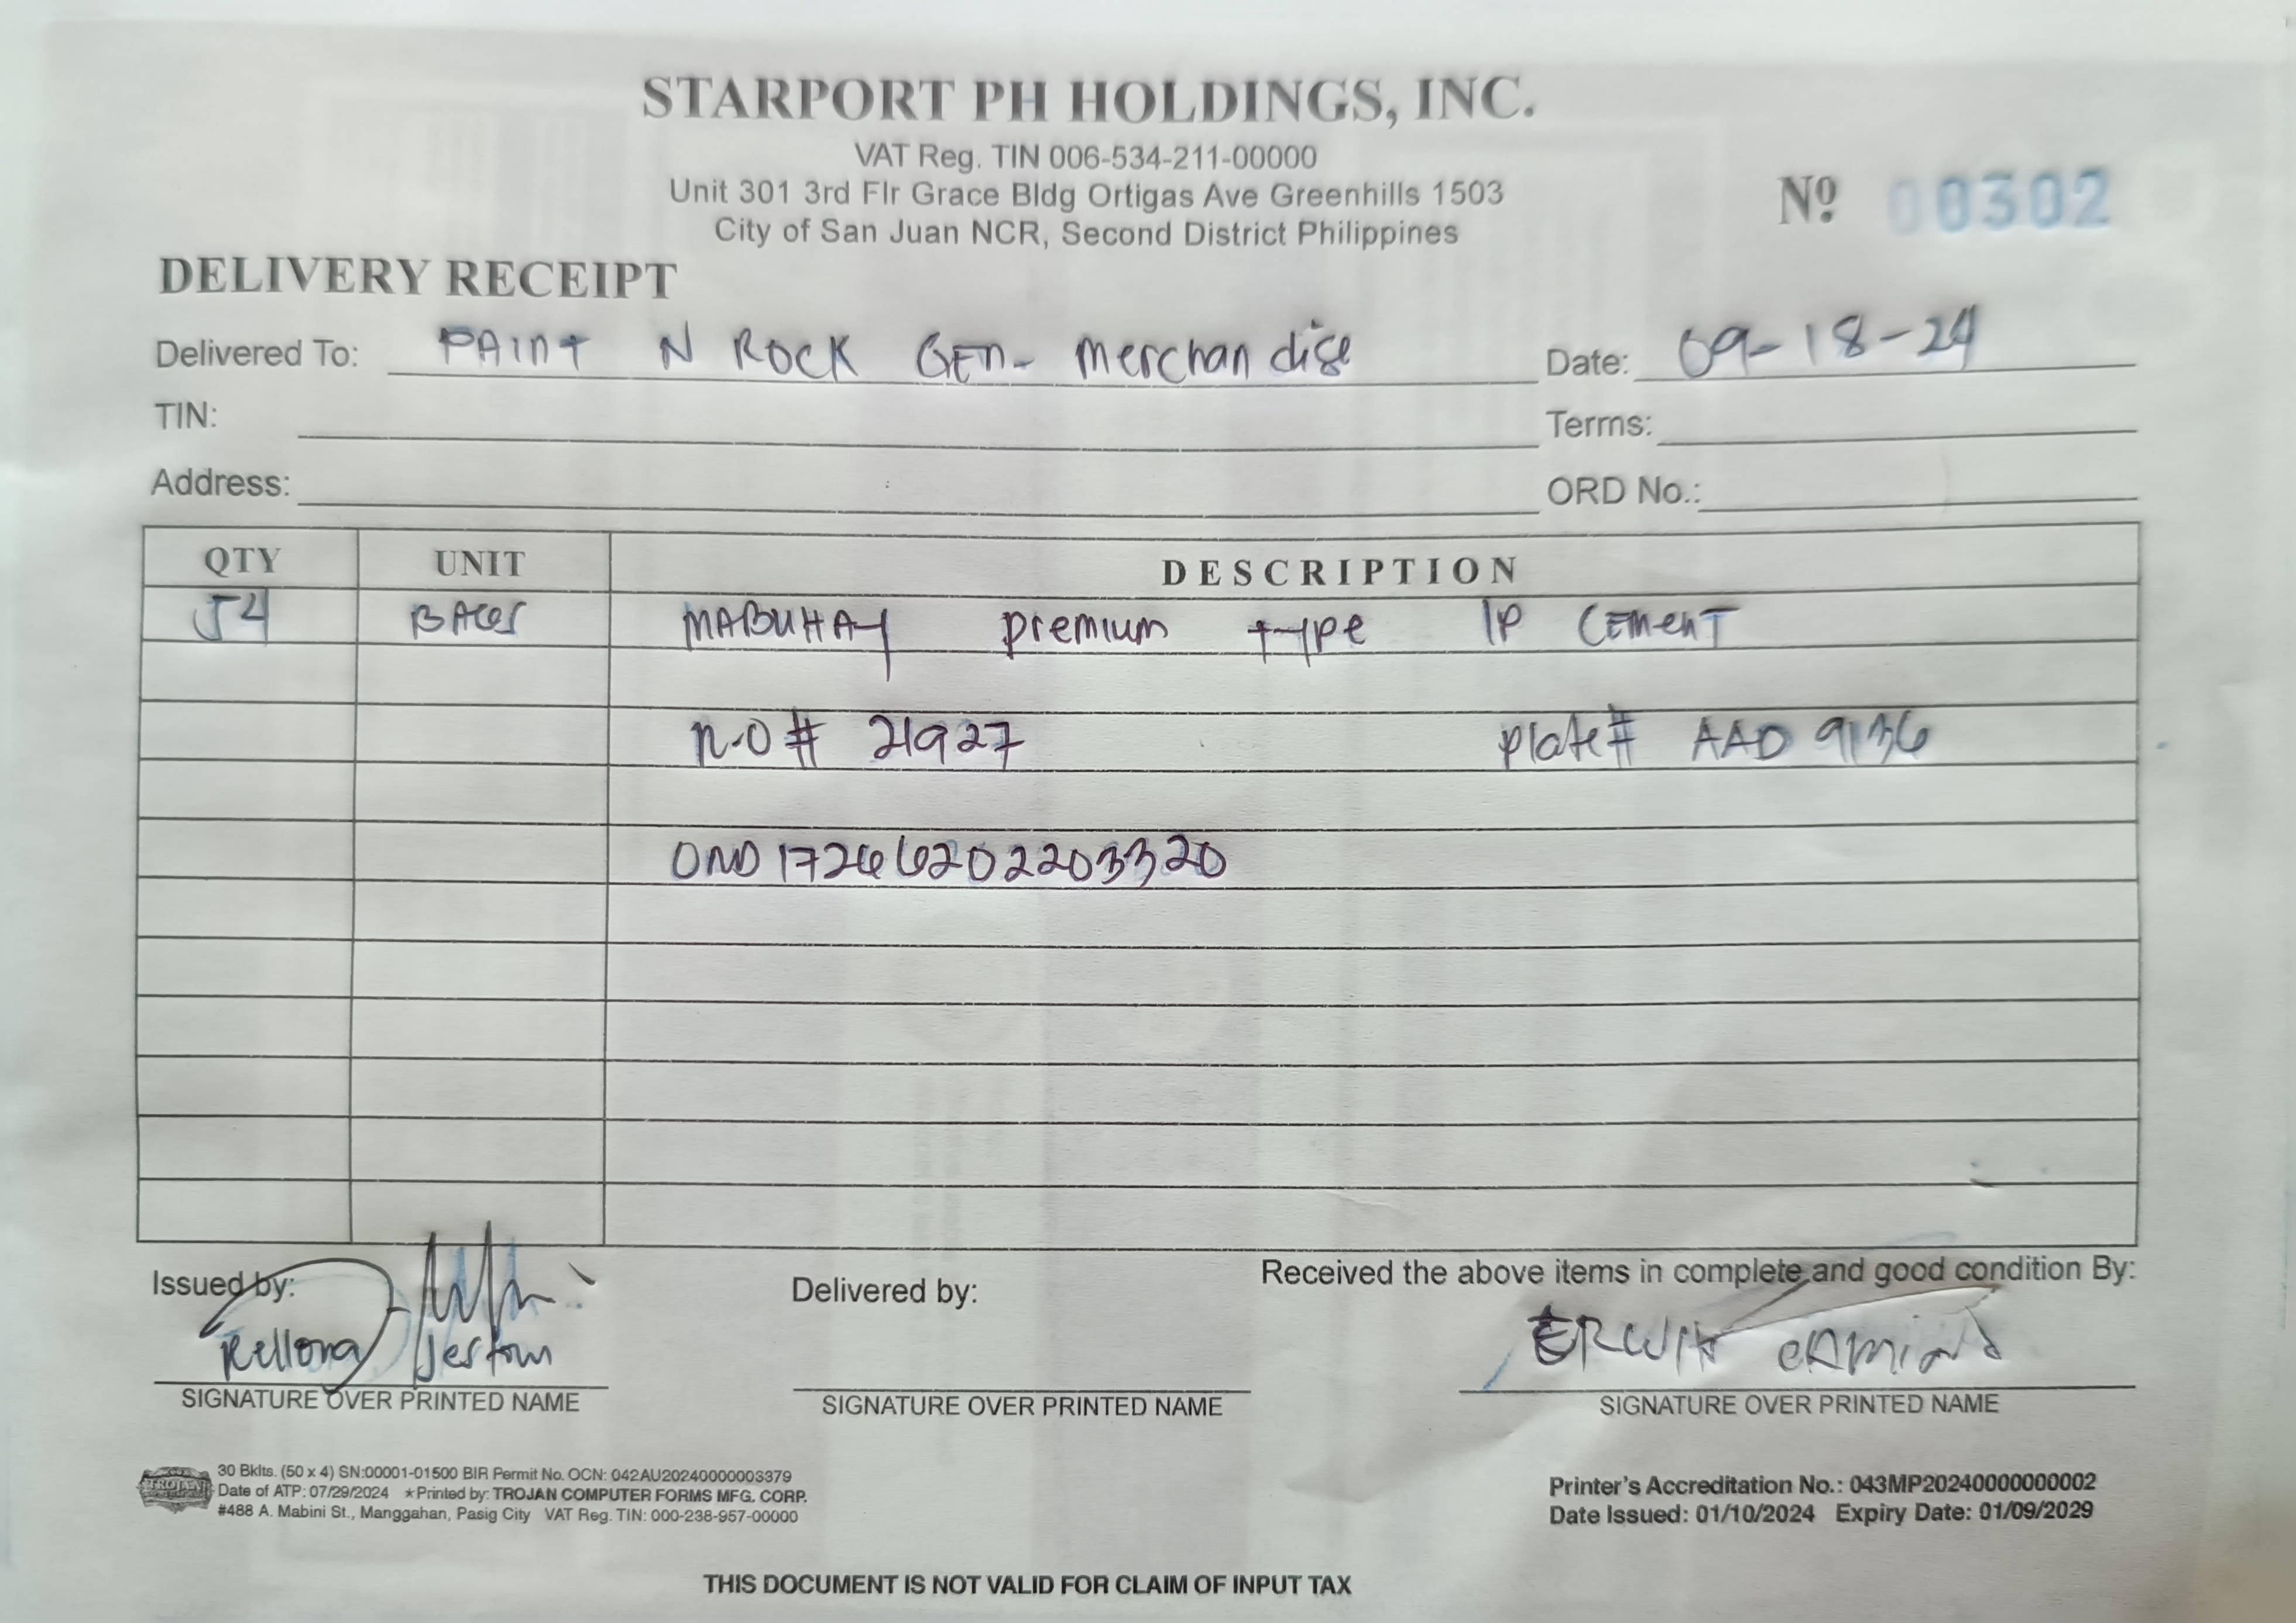 STARPORT PH HOLDINGS, INC.
VAT Reg. TIN 006-534-211-00000
Unit 301 3rd Flr Grace Bldg Ortigas Ave Greenhills 1503
City of San Juan NCR, Second District Philippines
Nº 00302
DELIVERY RECEIPT
Delivered To: PAINT N ROCK GEN- Merchandise Date: 09-18-24
TIN: Terms:
Address: ORD No.:
QTY UNIT DESCRIPTION
54 BAGS MABUHAY premium type 1P CEMENT
# 21927 plate# AAD 9136
17266202203320
Issued by: Delivered by: Received the above items in complete and good condition By:
Rellona ERWIN
SIGNATURE OVER PRINTED NAME SIGNATURE OVER PRINTED NAME SIGNATURE OVER PRINTED NAME
TROJAN
30 Bklts. (50 x 4) SN:00001-01500 BIR Permit No. OCN: 042AU20240000003379
Date of ATP: 07/29/2024 ★Printed by: TROJAN COMPUTER FORMS MFG. CORP.
#488 A. Mabini St., Manggahan, Pasig City VAT Reg. TIN: 000-238-957-00000
Printer's Accreditation No.: 043MP20240000000002
Date Issued: 01/10/2024 Expiry Date: 01/09/2029
THIS DOCUMENT IS NOT VALID FOR CLAIM OF INPUT TAX